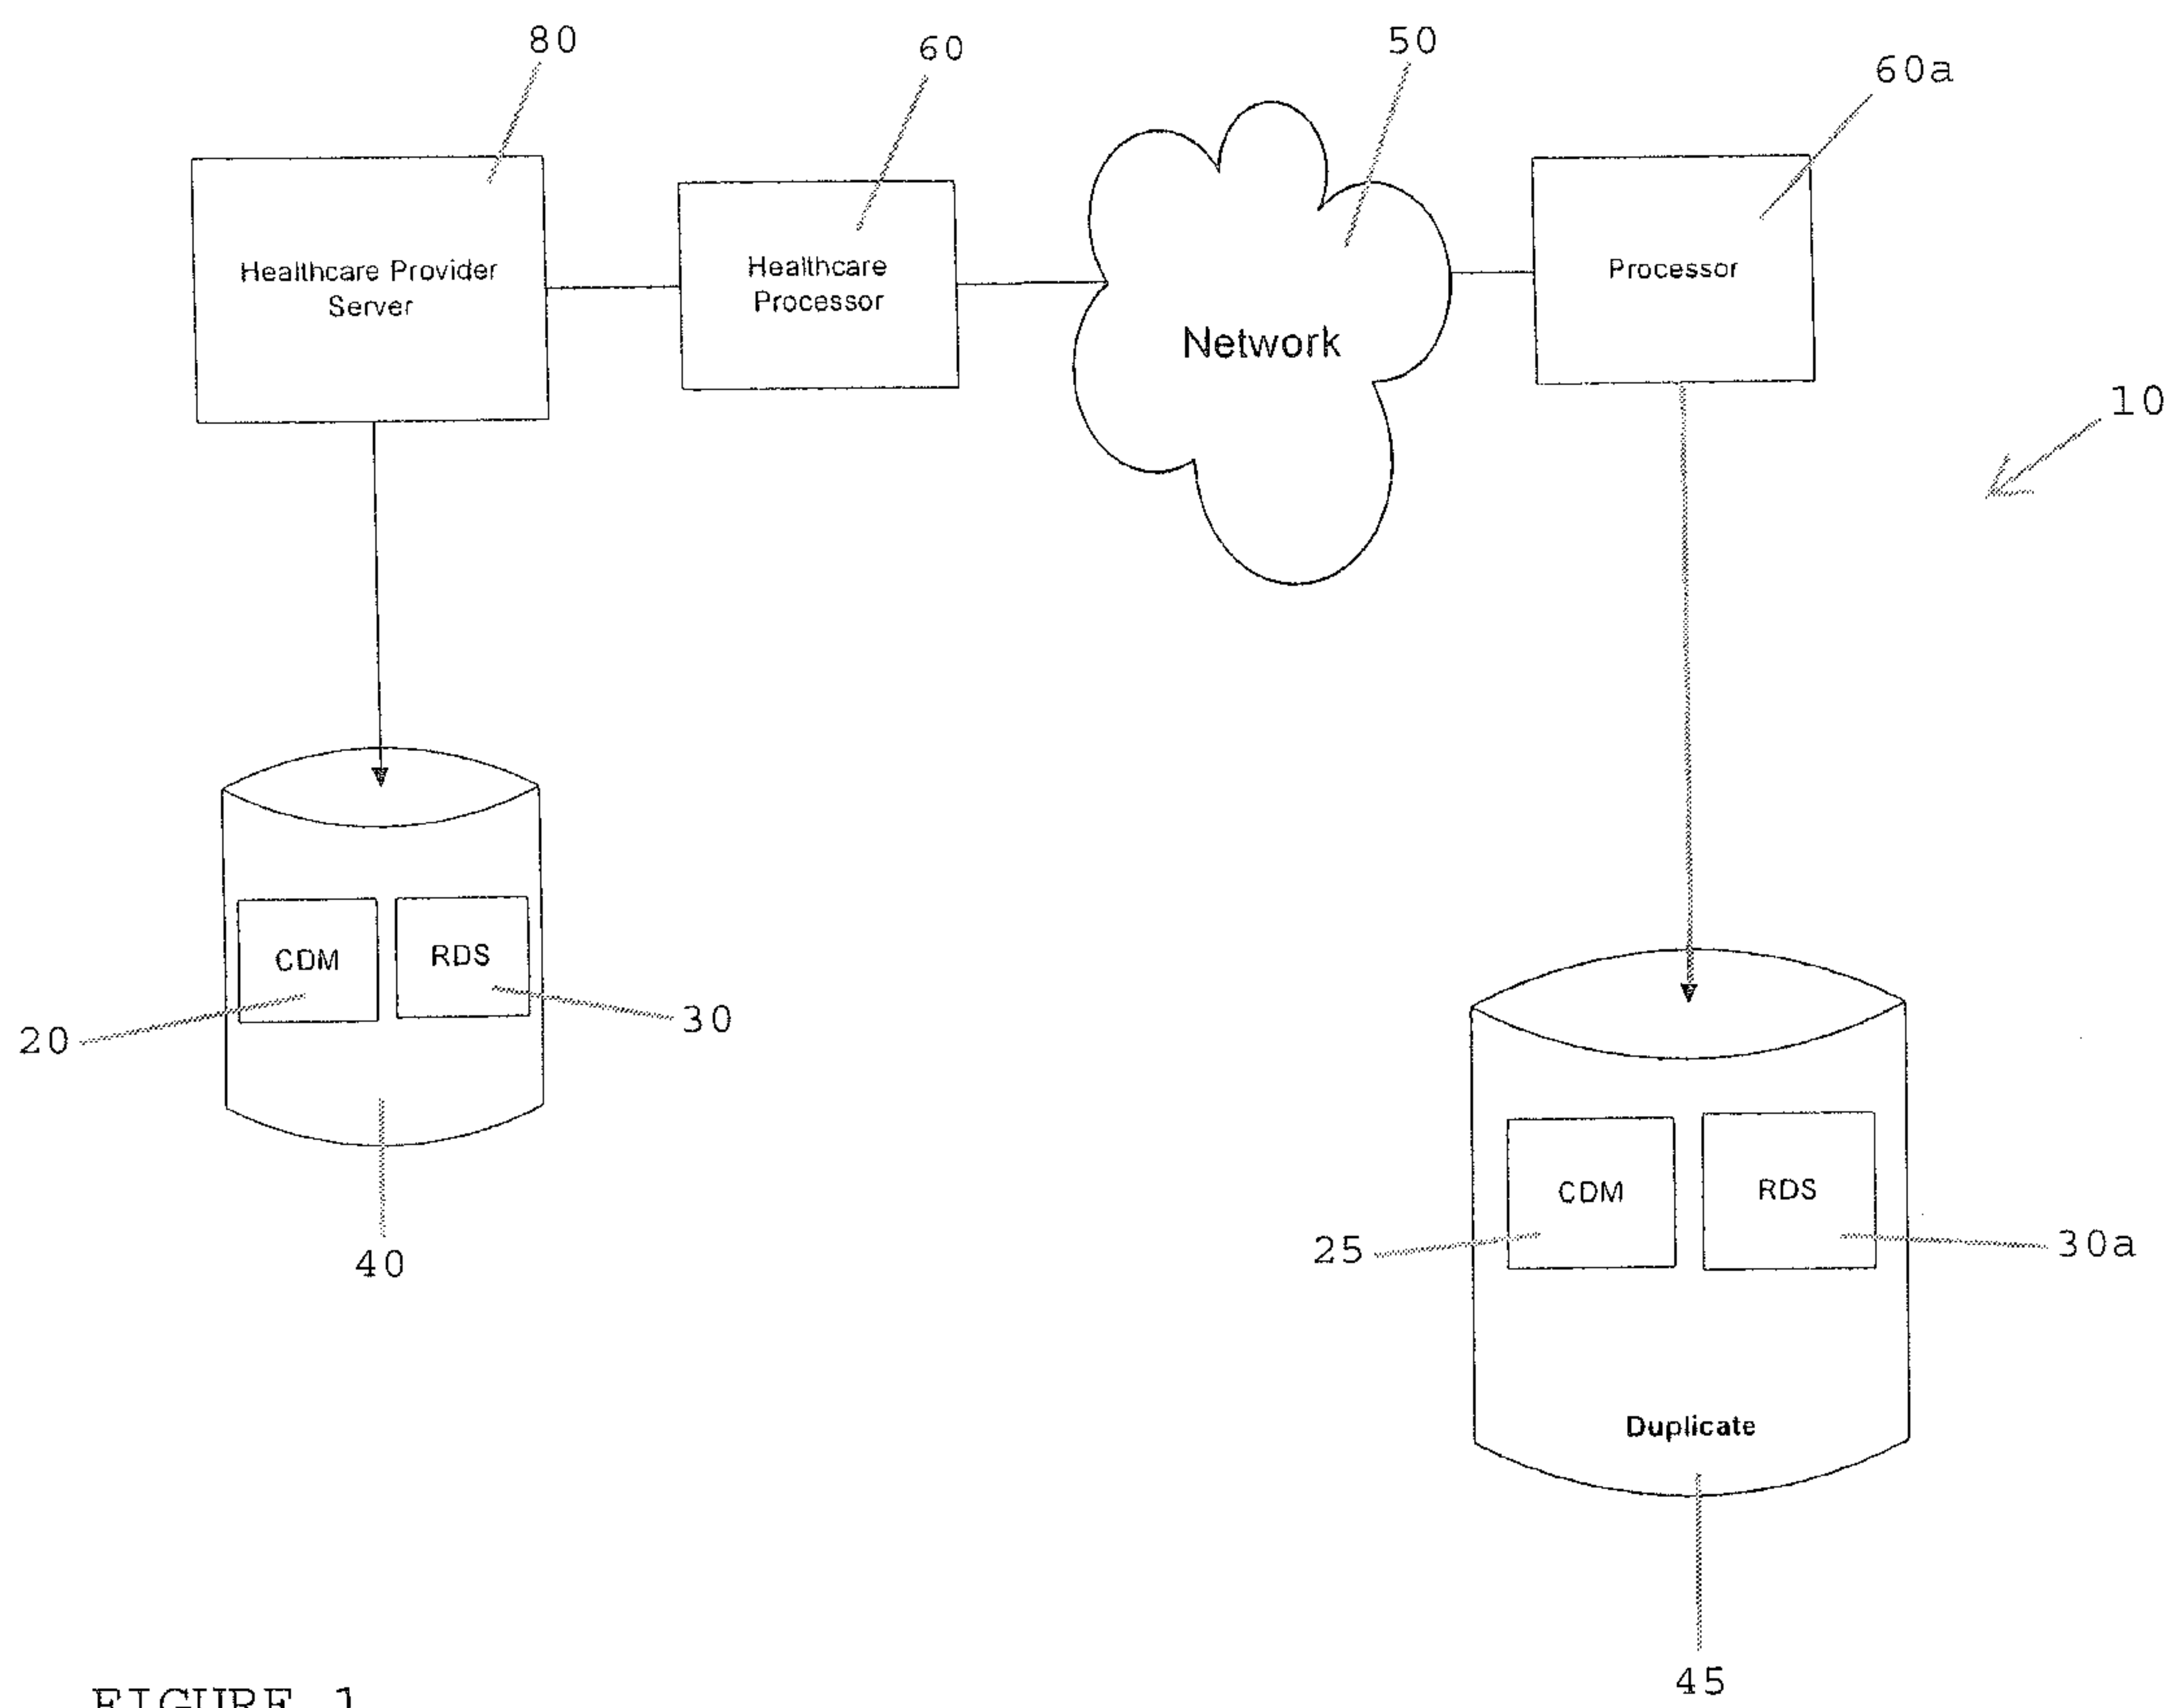 80
60
50
60a
Healthcare Provider
Server
Healthcare
Processor
Network
Processor
10
CDM
RDS
20
30
40
CDM
RDS
25
30a
Duplicate
45
FIGURE 1